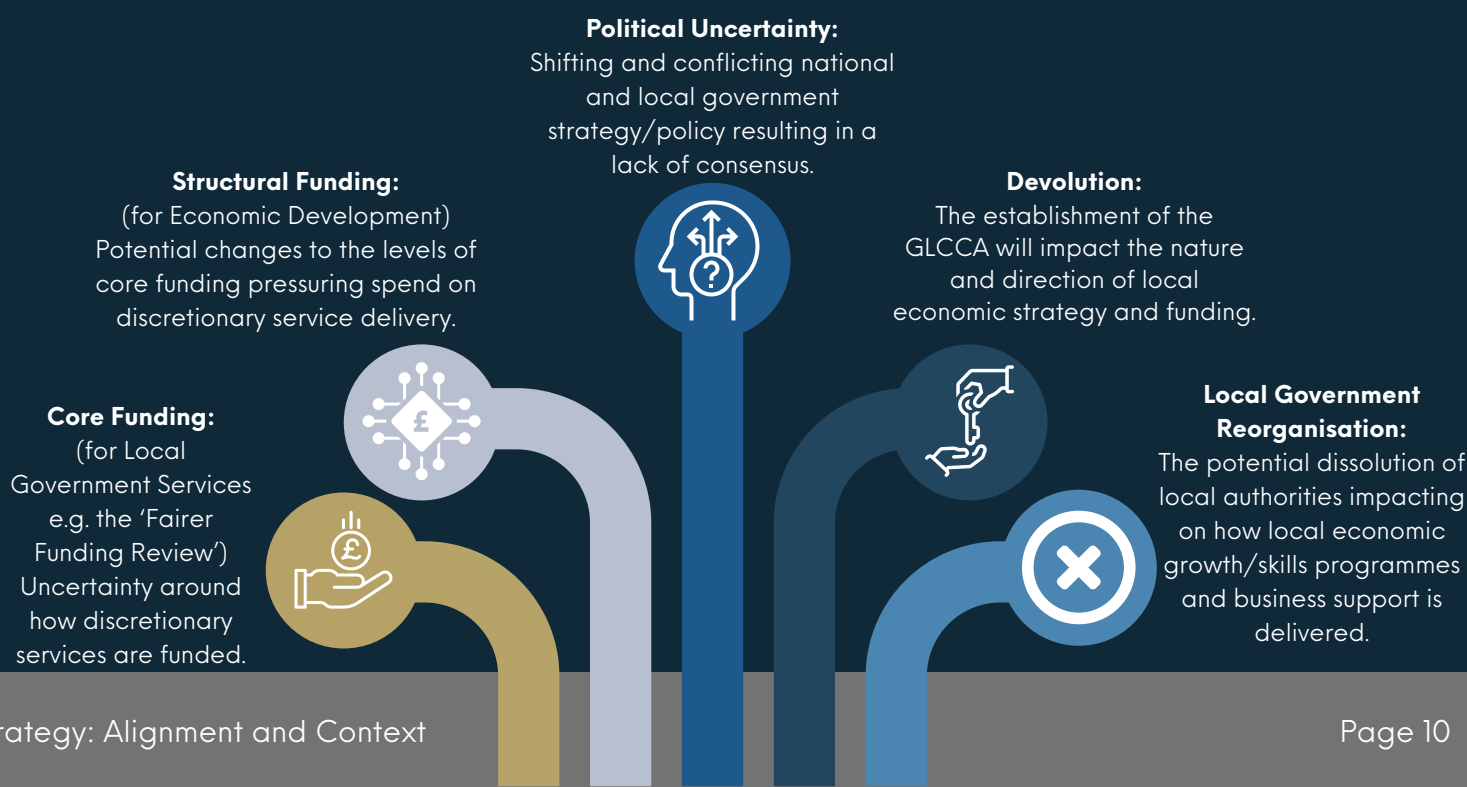 Political Uncertainty:
Shifting and conflicting national
and local government
strategy/policy resulting in a
lack of consensus.
Structural Funding:
(for Economic Development)
Potential changes to the levels of
core funding pressuring spend on
discretionary service delivery.
Devolution:
The establishment of the
GLCCA will impact the nature
and direction of local
economic strategy and funding.
£
?
Core Funding:
(for Local
Government Services
e.g. the ‘Fairer
Funding Review’)
Uncertainty around
how discretionary
services are funded.
£
Local Government
Reorganisation:
The potential dissolution of
local authorities impacting
on how local economic
growth/skills programmes
and business support is
delivered.
rategy: Alignment and Context
Page 10